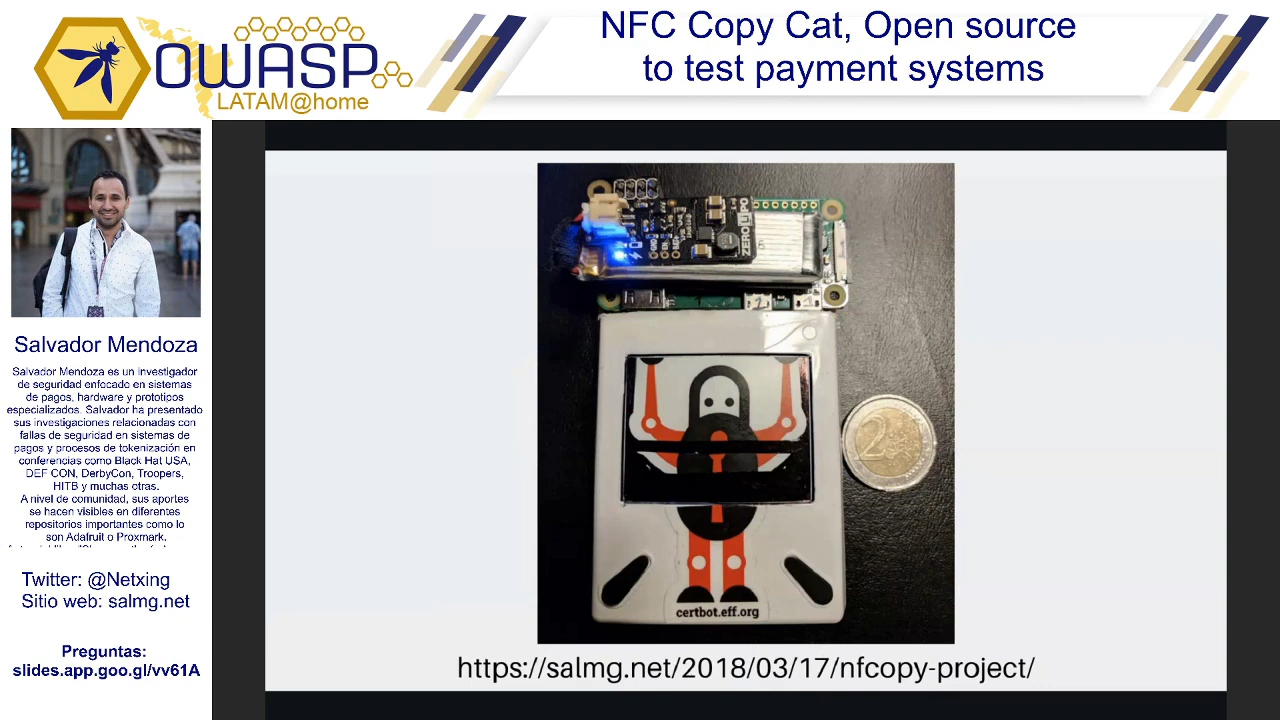 OWASP
LATAM@home
NFC Copy Cat, Open source
to test payment systems
Salvador Mendoza
Salvador Mendoza es un investigador
de seguridad enfocado en sistemas
de pagos, hardware y prototipos
especializados. Salvador ha presentado
sus investigaciones relacionadas con
fallas de seguridad en sistemas de
pagos y procesos de tokenización en
conferencias como Black Hat USA,
DEF CON, DerbyCon, Troopers,
HITB y muchas otras.
A nivel de comunidad, sus aportes
se hacen visibles en diferentes
repositorios importantes como lo
son Adafruit o Proxmark.
Twitter: @Netxing
Sitio web: salmg.net
Preguntas:
slides.app.goo.gl/vv61A
ZERO LIPO
GND
EN
BAT
2
certbot.eff.org
https://salmg.net/2018/03/17/nfcopy-project/